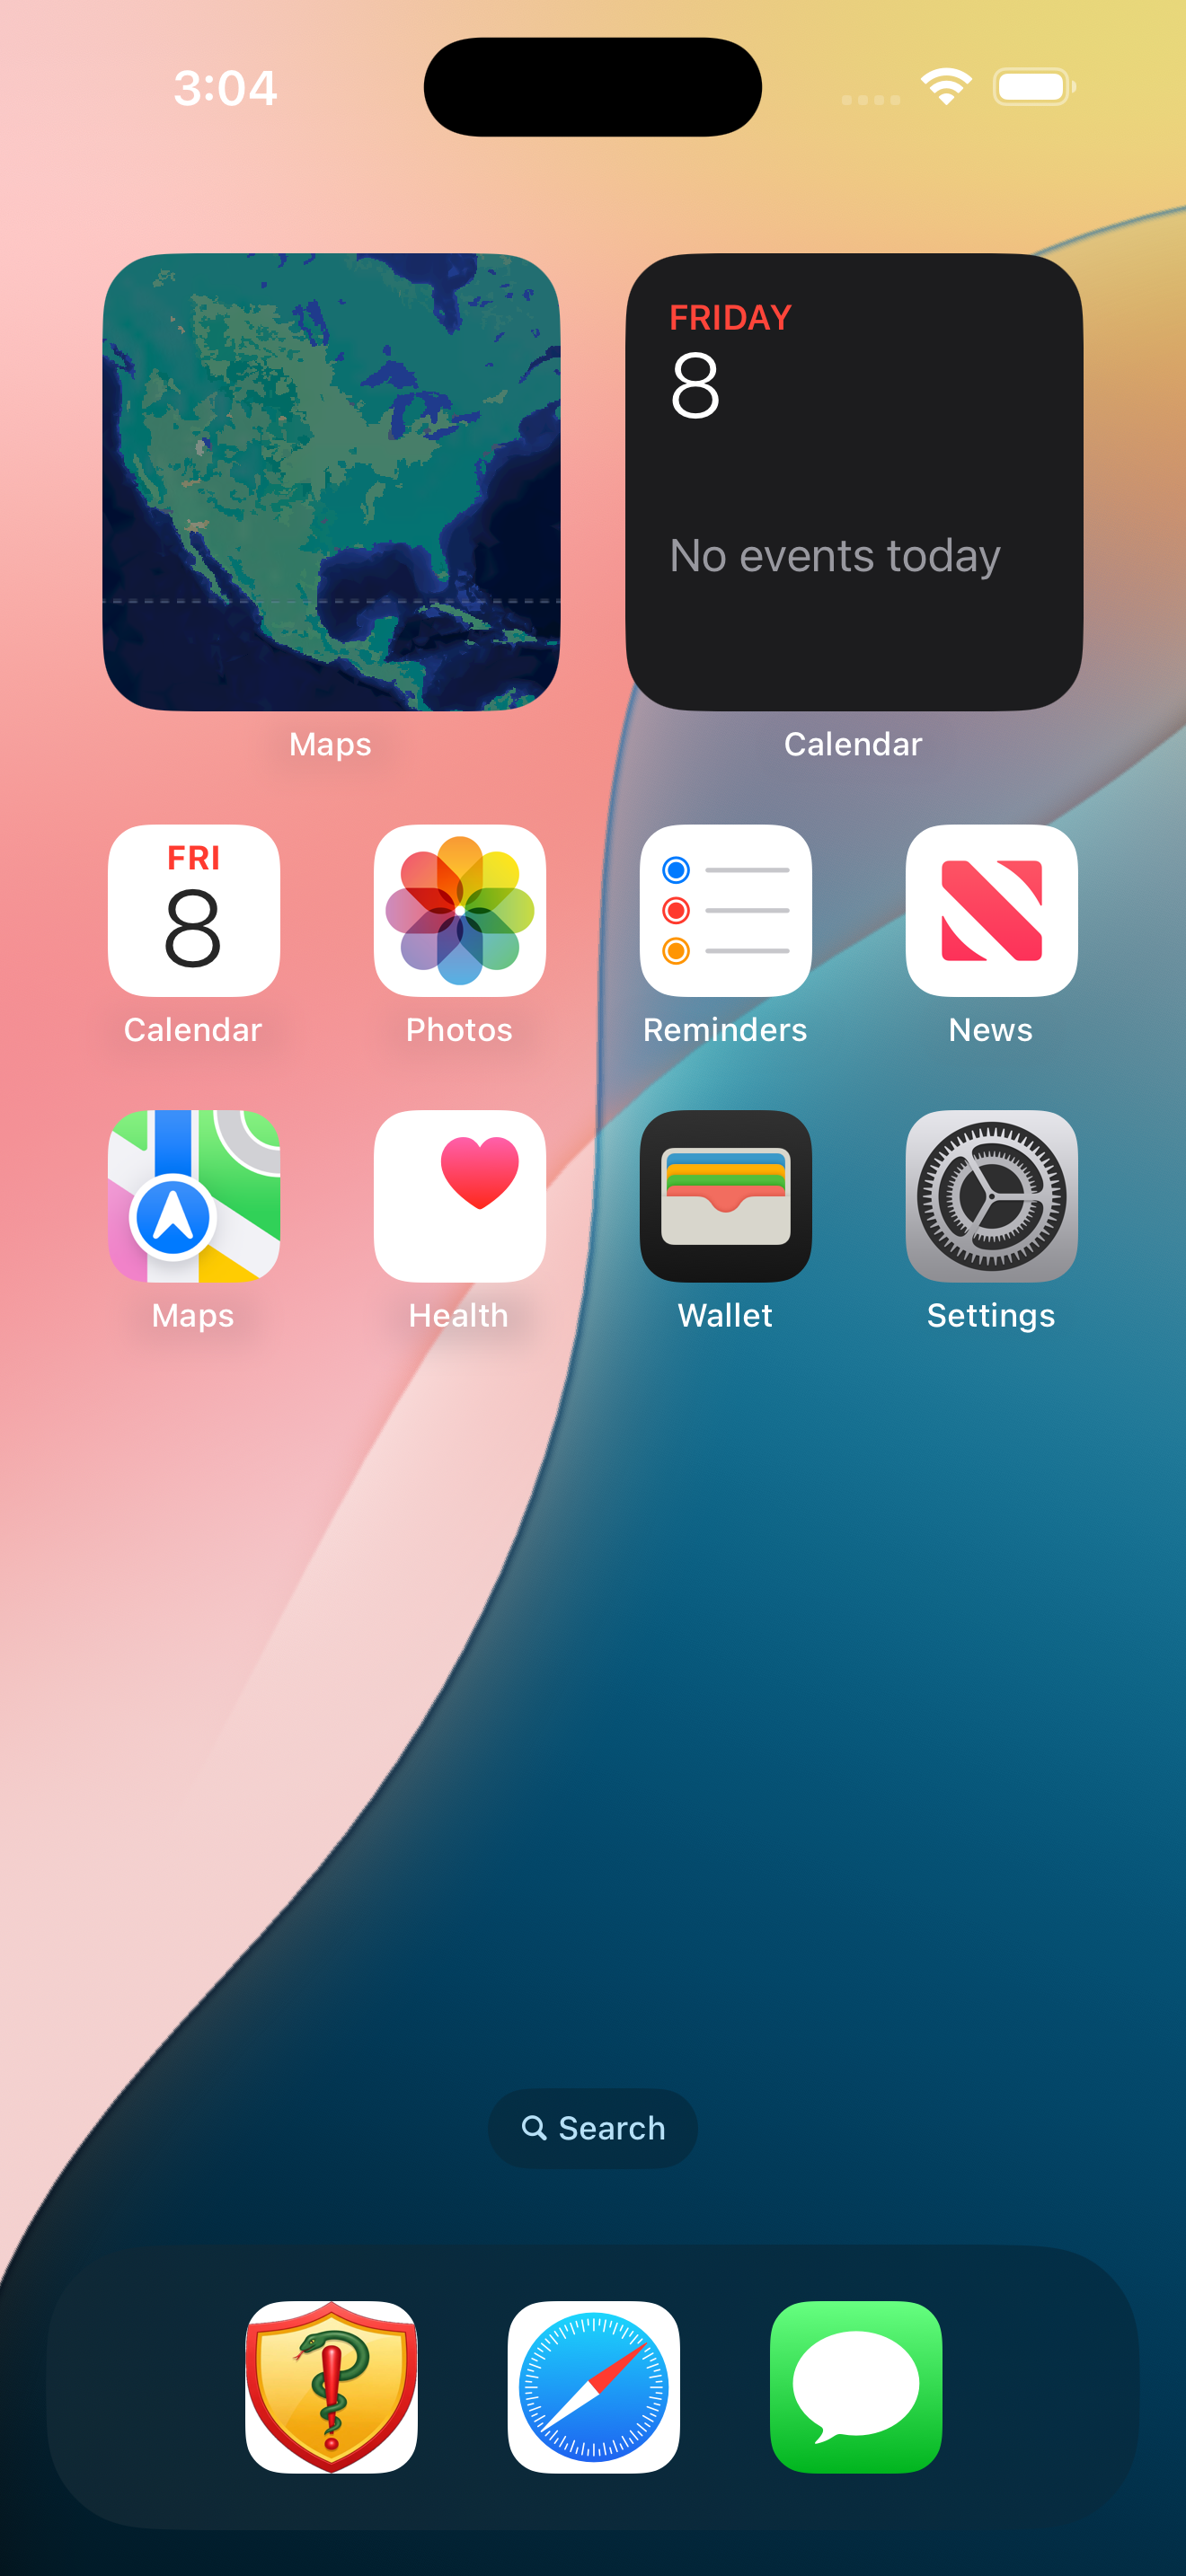 3:04
FRIDAY
8
No events today
Maps
Calendar
FRI
8
Calendar
Photos
Reminders
News
Maps
Health
Wallet
Settings
Search